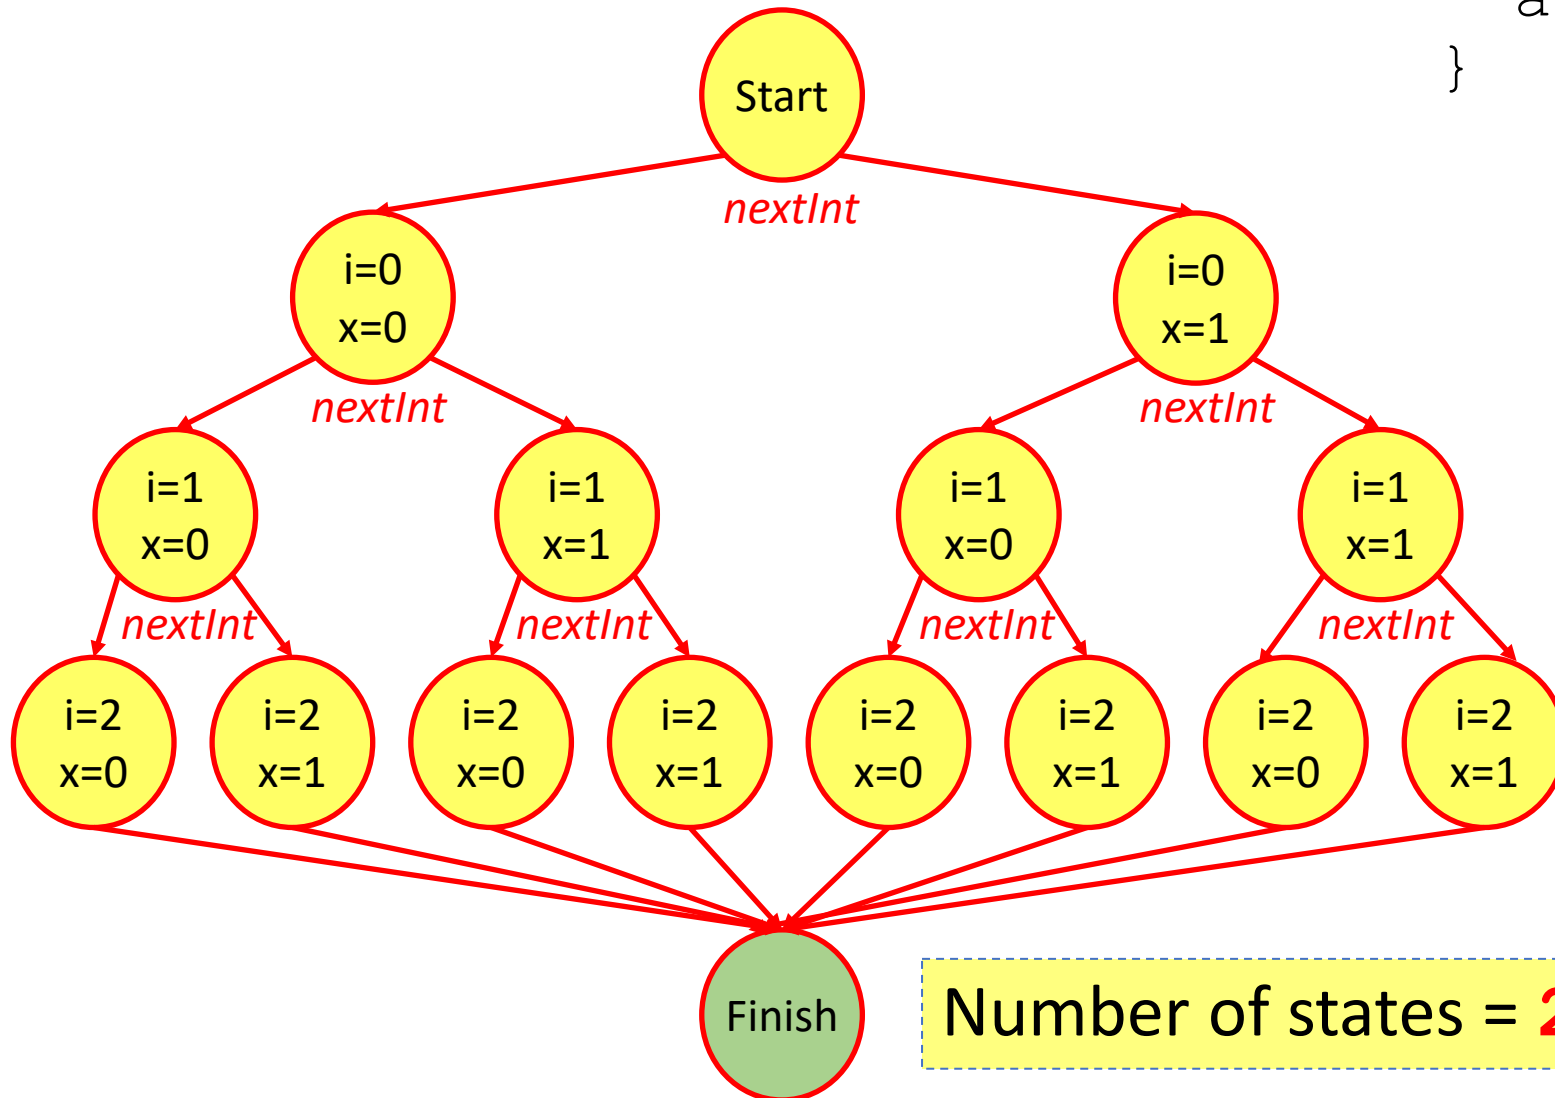 a
}
Start
nextInt
i=0
x=0
i=0
x=1
nextInt
nextInt
i=1
x=0
i=1
x=1
i=1
x=0
i=1
x=1
nextInt
nextInt
nextInt
nextInt
i=2
x=0
i=2
x=1
i=2
x=0
i=2
x=1
i=2
x=0
i=2
x=1
i=2
x=0
i=2
x=1
Finish
Number of states = 2